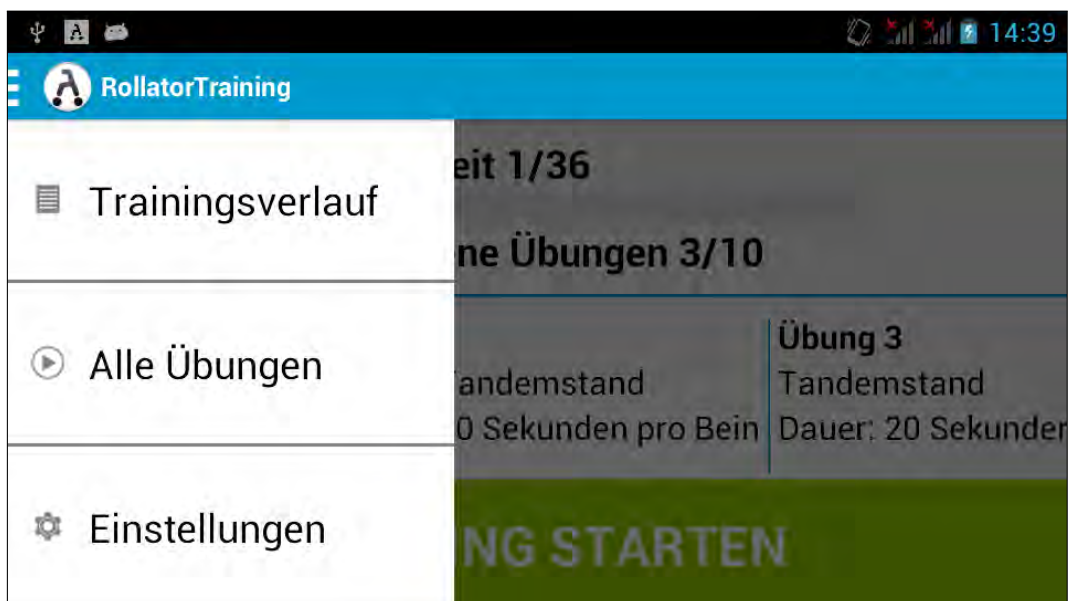 14:39
RollatorTraining
Trainingsverlauf
Alle Übungen
Einstellungen
eit 1/36
ne Übungen 3/10
andemstand
0 Sekunden pro Bein
Übung 3
Tandemstand
Dauer: 20 Sekunden
NG STARTEN